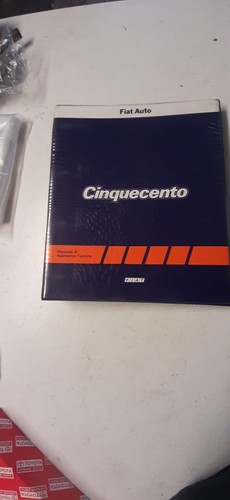 Fiat Auto
Cinquecento
Manuale di
Assistenza Tecnica
FIAT